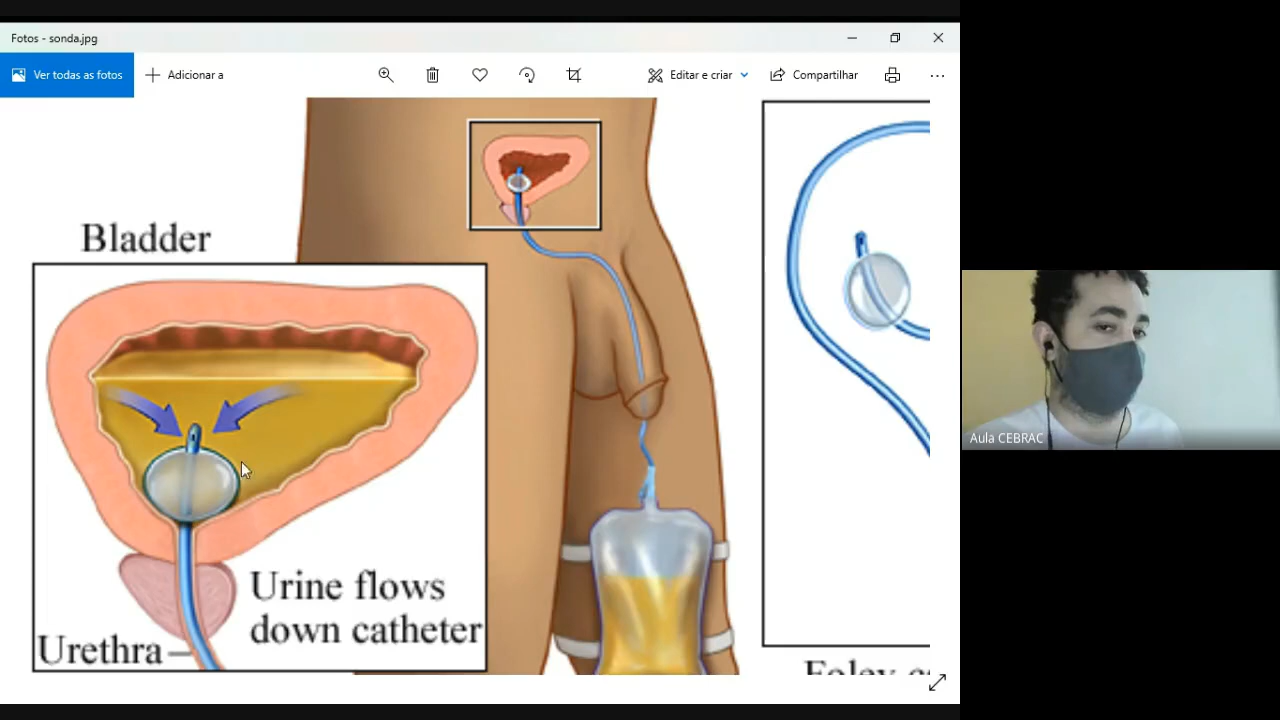 Fotos - sonda.jpg
Ver todas as fotos
Adicionar a
Editar e criar
Compartilhar
Bladder
Urine flows
down catheter
Urethra
Aula CEBRAC
Foley